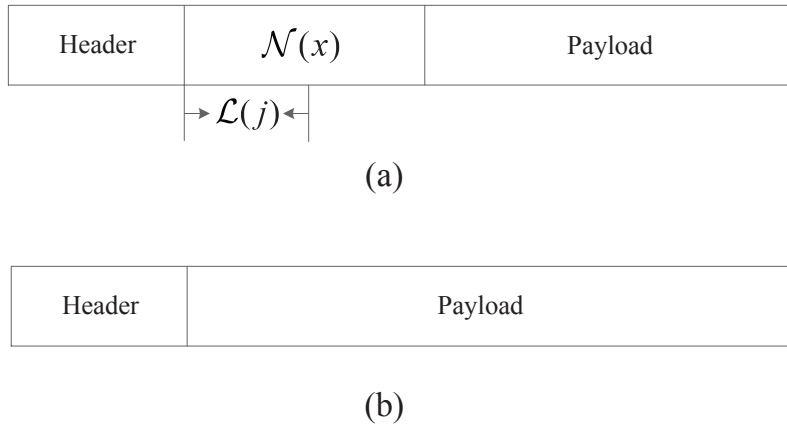 Header 𝒩(x) Payload
ℒ(j)
(a)
Header Payload
(b)